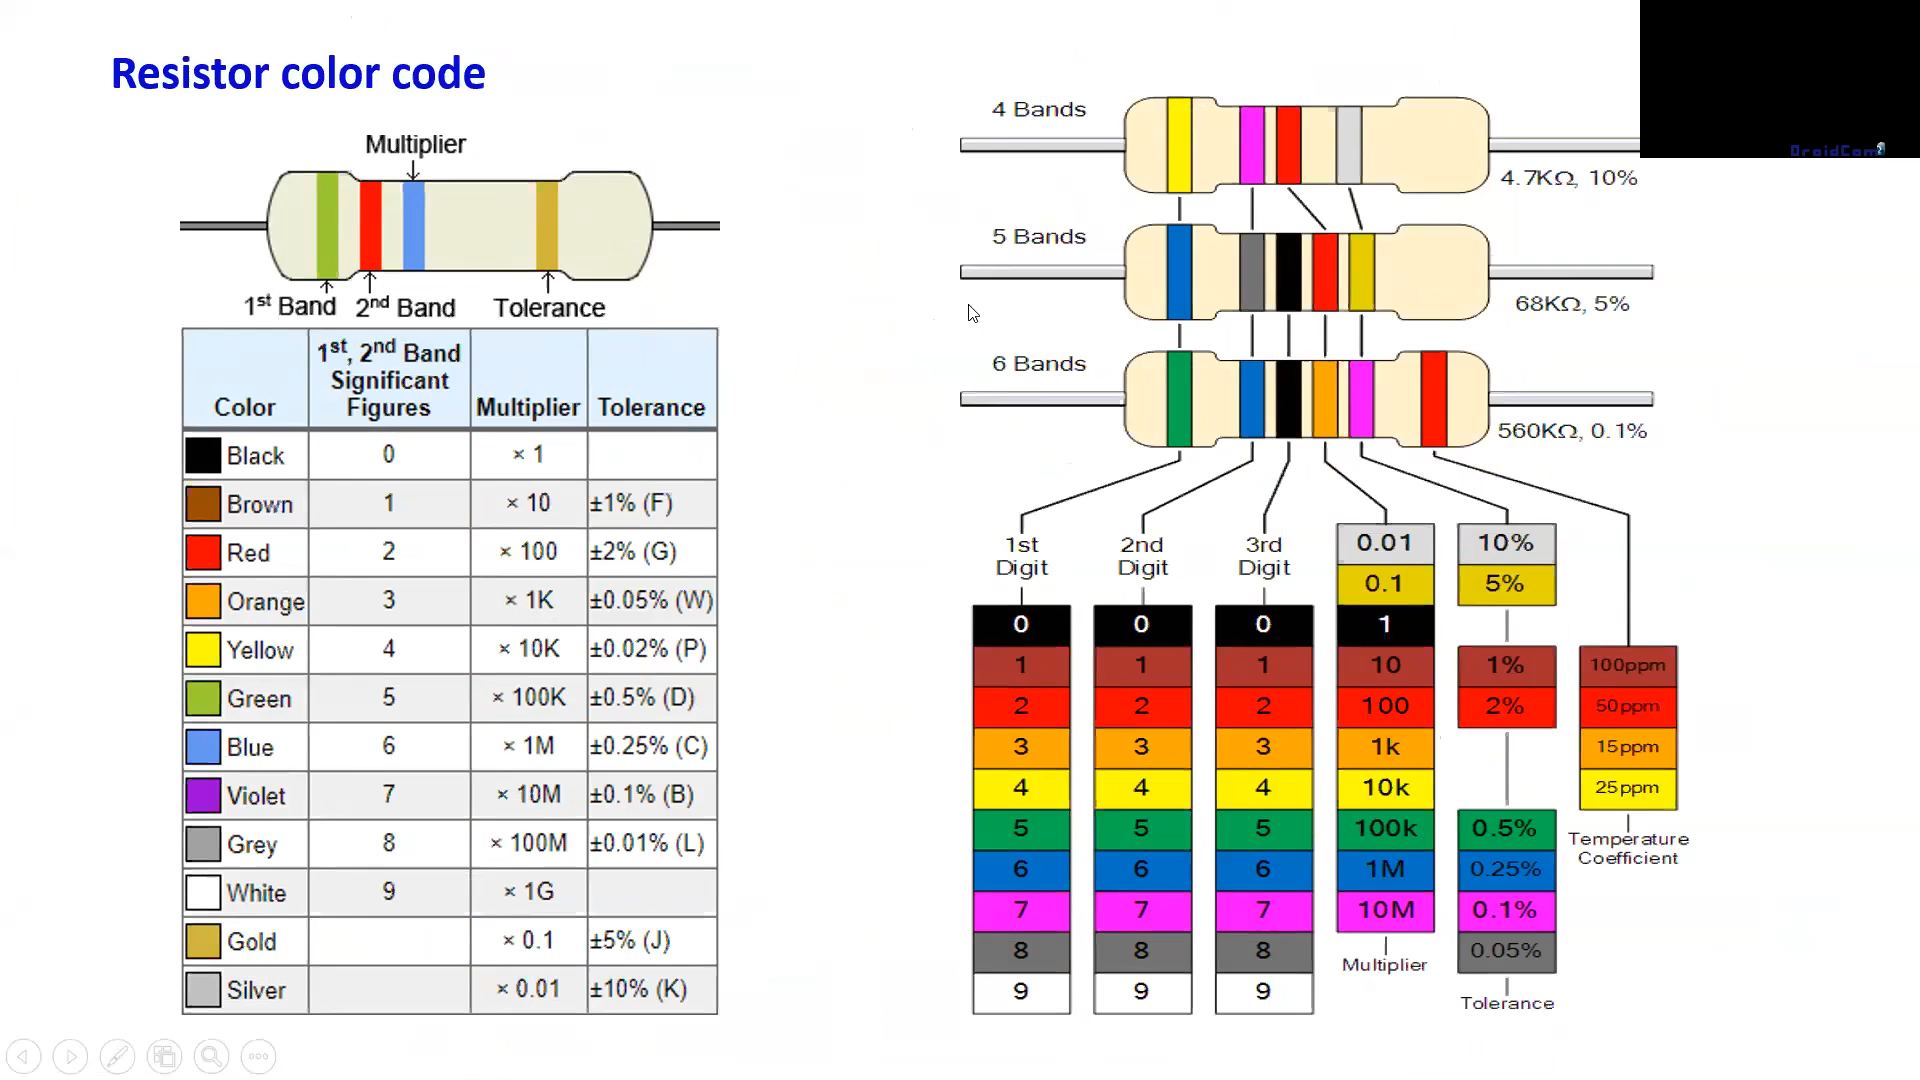 Resistor color code
Multiplier
1st Band
2nd Band
Tolerance
Color
1st, 2nd Band
Significant
Figures
Multiplier
Tolerance
Black 0 × 1
Brown 1 × 10 ±1% (F)
Red 2 × 100 ±2% (G)
Orange 3 × 1K ±0.05% (W)
Yellow 4 × 10K ±0.02% (P)
Green 5 × 100K ±0.5% (D)
Blue 6 × 1M ±0.25% (C)
Violet 7 × 10M ±0.1% (B)
Grey 8 × 100M ±0.01% (L)
White 9 × 1G
Gold × 0.1 ±5% (J)
Silver × 0.01 ±10% (K)
DroidCam
4 Bands
4.7KΩ, 10%
5 Bands
68KΩ, 5%
6 Bands
560KΩ, 0.1%
1st
Digit
2nd
Digit
3rd
Digit
0.01 10%
0.1 5%
0 0 0 1
1 1 1 10 1% 100ppm
2 2 2 100 2% 50ppm
3 3 3 1k 15ppm
4 4 4 10k 25ppm
5 5 5 100k 0.5%
6 6 6 1M 0.25%
7 7 7 10M 0.1%
8 8 8 0.05%
9 9 9
Temperature
Coefficient
Multiplier
Tolerance